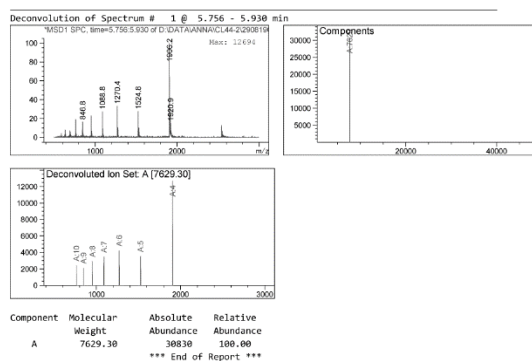 Deconvolution of Spectrum # 1 @ 5.756 - 5.930 min
*MSD1 SPC, time=5.756:5.930 of D:\DATA\ANNA\CL44-2\2908190
Max: 12694
100
80
60
40
20
0
846.8
1088.8
1270.4
1524.8
1906.2
1920.9
1000
2000
m/z
Components
30000
25000
20000
15000
10000
5000
20000
40000
Deconvoluted Ion Set: A [7629.30]
12000
10000
8000
6000
4000
2000
0
A:10
A:9
A:8
A:7
A:6
A:5
A:4
1000
2000
3000
Component Molecular Absolute Relative
Weight Abundance Abundance
A 7629.30 30830 100.00
*** End of Report ***